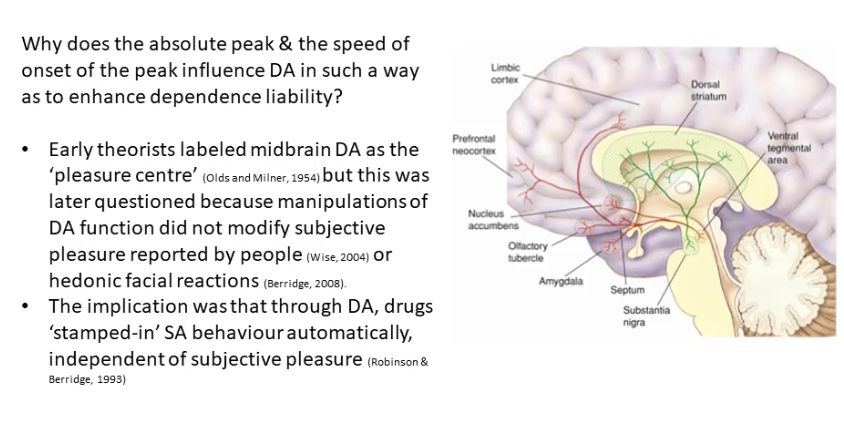 Why does the absolute peak & the speed of
onset of the peak influence DA in such a way
as to enhance dependence liability?
• Early theorists labeled midbrain DA as the
'pleasure centre' (Olds and Milner, 1954) but this was
later questioned because manipulations of
DA function did not modify subjective
pleasure reported by people (Wise, 2004) or
hedonic facial reactions (Berridge, 2008).
• The implication was that through DA, drugs
'stamped-in' SA behaviour automatically,
independent of subjective pleasure (Robinson &
Berridge, 1993)
Limbic
cortex
Dorsal
striatum
Prefrontal
neocortex
Ventral
tegmental
area
Nucleus
accumbens
Olfactory
tubercle
Amygdala
Septum
Substantia
nigra